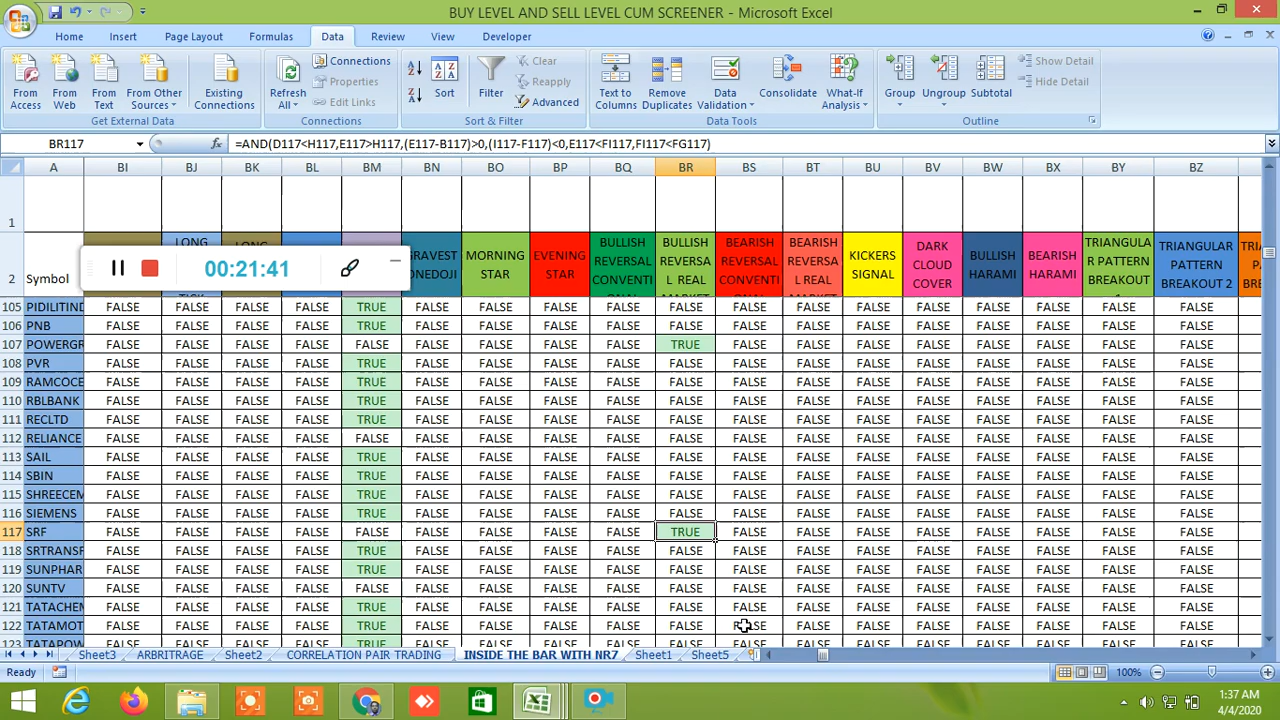 BUY LEVEL AND SELL LEVEL CUM SCREENER - Microsoft Excel
Home Insert Page Layout Formulas Data Review View Developer
From Access From Web From Text From Other Sources Existing Connections Refresh All Connections Properties Edit Links Sort Filter Clear Reapply Advanced Text to Columns Remove Duplicates Data Validation Consolidate What-If Analysis Group Ungroup Subtotal Show Detail Hide Detail
Get External Data Connections Sort & Filter Data Tools Outline
BR117 fx =AND(D117<H117,E117>H117,(E117-B117)>0,(I117-F117)<0,E117<FI117,FI117<FG117)
A BI BJ BK BL BM BN BO BP BQ BR BS BT BU BV BW BX BY BZ
1
2 Symbol LONG GRAVEST MORNING STAR EVENING STAR BULLISH REVERSAL CONVENTI BULLISH REVERSA L REAL BEARISH REVERSAL CONVENTI BEARISH REVERSA L REAL KICKERS SIGNAL DARK CLOUD COVER BULLISH HARAMI BEARISH HARAMI TRIANGULA R PATTERN BREAKOUT TRIANGULAR PATTERN BREAKOUT 2
00:21:41
105 PIDILITIND FALSE FALSE FALSE FALSE TRUE FALSE FALSE FALSE FALSE FALSE FALSE FALSE FALSE FALSE FALSE FALSE FALSE FALSE
106 PNB FALSE FALSE FALSE FALSE TRUE FALSE FALSE FALSE FALSE FALSE FALSE FALSE FALSE FALSE FALSE FALSE FALSE FALSE
107 POWERGR FALSE FALSE FALSE FALSE FALSE FALSE FALSE FALSE FALSE TRUE FALSE FALSE FALSE FALSE FALSE FALSE FALSE FALSE
108 PVR FALSE FALSE FALSE FALSE TRUE FALSE FALSE FALSE FALSE FALSE FALSE FALSE FALSE FALSE FALSE FALSE FALSE FALSE
109 RAMCOCE FALSE FALSE FALSE FALSE TRUE FALSE FALSE FALSE FALSE FALSE FALSE FALSE FALSE FALSE FALSE FALSE FALSE FALSE
110 RBLBANK FALSE FALSE FALSE FALSE TRUE FALSE FALSE FALSE FALSE FALSE FALSE FALSE FALSE FALSE FALSE FALSE FALSE FALSE
111 RECLTD FALSE FALSE FALSE FALSE TRUE FALSE FALSE FALSE FALSE FALSE FALSE FALSE FALSE FALSE FALSE FALSE FALSE FALSE
112 RELIANCE FALSE FALSE FALSE FALSE FALSE FALSE FALSE FALSE FALSE FALSE FALSE FALSE FALSE FALSE FALSE FALSE FALSE FALSE
113 SAIL FALSE FALSE FALSE FALSE TRUE FALSE FALSE FALSE FALSE FALSE FALSE FALSE FALSE FALSE FALSE FALSE FALSE FALSE
114 SBIN FALSE FALSE FALSE FALSE TRUE FALSE FALSE FALSE FALSE FALSE FALSE FALSE FALSE FALSE FALSE FALSE FALSE FALSE
115 SHREECEM FALSE FALSE FALSE FALSE TRUE FALSE FALSE FALSE FALSE FALSE FALSE FALSE FALSE FALSE FALSE FALSE FALSE FALSE
116 SIEMENS FALSE FALSE FALSE FALSE TRUE FALSE FALSE FALSE FALSE FALSE FALSE FALSE FALSE FALSE FALSE FALSE FALSE FALSE
117 SRF FALSE FALSE FALSE FALSE FALSE FALSE FALSE FALSE FALSE TRUE FALSE FALSE FALSE FALSE FALSE FALSE FALSE FALSE
118 SRTRANSF FALSE FALSE FALSE FALSE TRUE FALSE FALSE FALSE FALSE FALSE FALSE FALSE FALSE FALSE FALSE FALSE FALSE FALSE
119 SUNPHAR FALSE FALSE FALSE FALSE TRUE FALSE FALSE FALSE FALSE FALSE FALSE FALSE FALSE FALSE FALSE FALSE FALSE FALSE
120 SUNTV FALSE FALSE FALSE FALSE FALSE FALSE FALSE FALSE FALSE FALSE FALSE FALSE FALSE FALSE FALSE FALSE FALSE FALSE
121 TATACHEN FALSE FALSE FALSE FALSE TRUE FALSE FALSE FALSE FALSE FALSE FALSE FALSE FALSE FALSE FALSE FALSE FALSE FALSE
122 TATAMOT FALSE FALSE FALSE FALSE TRUE FALSE FALSE FALSE FALSE FALSE FALSE FALSE FALSE FALSE FALSE FALSE FALSE FALSE
123 TATAPOW FALSE FALSE FALSE FALSE TRUE FALSE FALSE FALSE FALSE FALSE FALSE FALSE FALSE FALSE FALSE FALSE FALSE FALSE
Sheet3 ARBITRAGE Sheet2 CORRELATION PAIR TRADING INSIDE THE BAR WITH NR7 Sheet1 Sheet5
Ready 100%
1:37 AM
4/4/2020